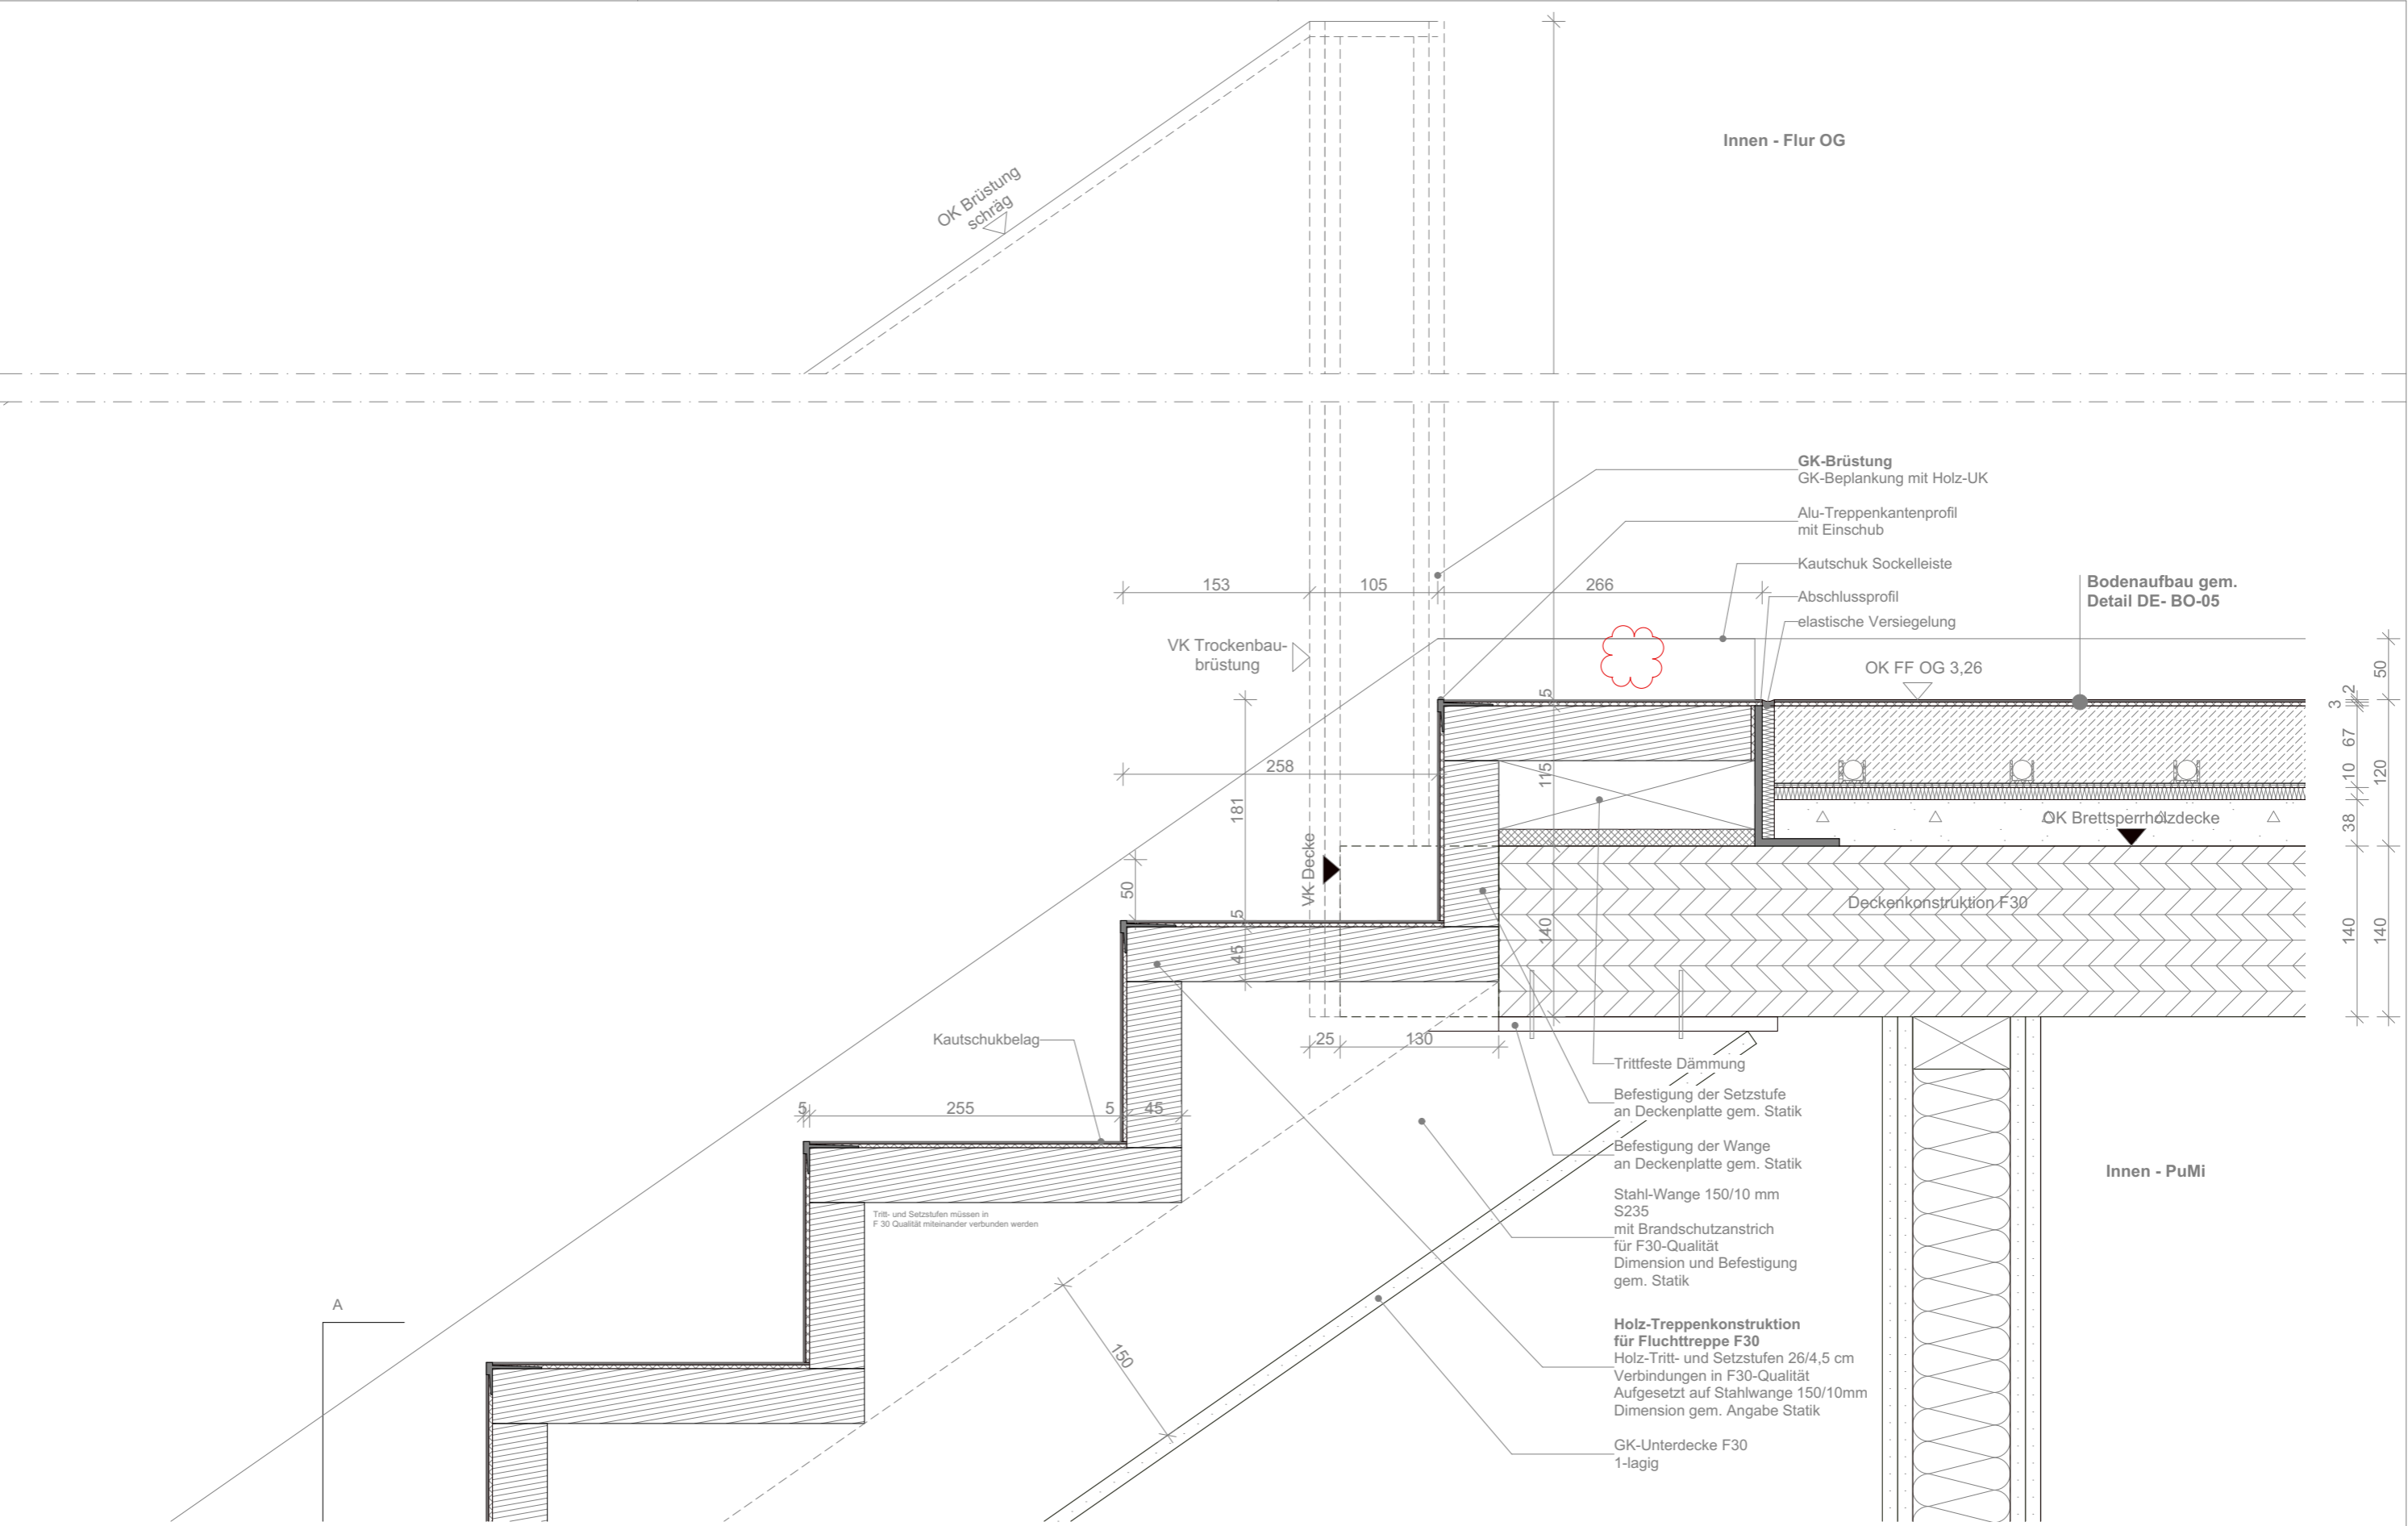 Innen - Flur OG
OK Brüstung
schräg
GK-Brüstung
GK-Beplankung mit Holz-UK
Alu-Treppenkantenprofil
mit Einschub
Kautschuk Sockelleiste
Abschlussprofil
elastische Versiegelung
Bodenaufbau gem.
Detail DE- BO-05
153
105
266
VK Trockenbau-
brüstung
OK FF OG 3,26
50
2
3
67
10
38
120
140
140
5
115
140
258
181
50
5
45
VK Decke
OK Brettsperrholzdecke
Deckenkonstruktion F30
25
130
Kautschukbelag
5
255
5
45
Trittfeste Dämmung
Befestigung der Setzstufe
an Deckenplatte gem. Statik
Befestigung der Wange
an Deckenplatte gem. Statik
Stahl-Wange 150/10 mm
S235
mit Brandschutzanstrich
für F30-Qualität
Dimension und Befestigung
gem. Statik
Innen - PuMi
Tritt- und Setzstufen müssen in
F 30 Qualität miteinander verbunden werden
A
150
Holz-Treppenkonstruktion
für Fluchttreppe F30
Holz-Tritt- und Setzstufen 26/4,5 cm
Verbindungen in F30-Qualität
Aufgesetzt auf Stahlwange 150/10mm
Dimension gem. Angabe Statik
GK-Unterdecke F30
1-lagig